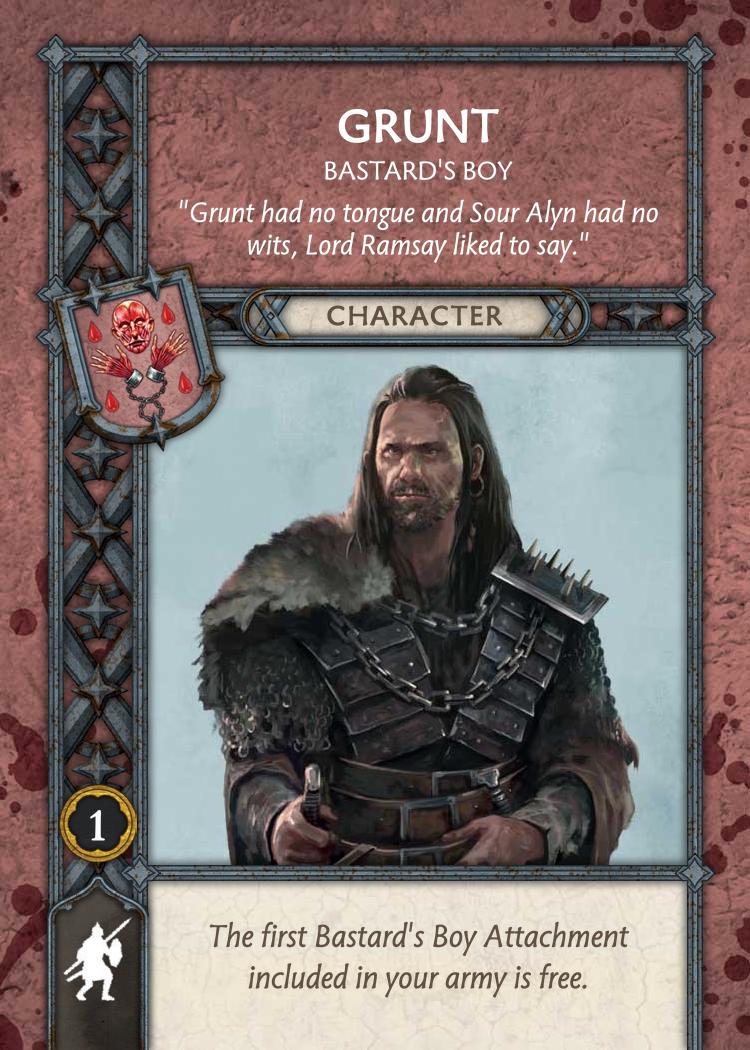 GRUNT
BASTARD'S BOY
"Grunt had no tongue and Sour Alyn had no
wits, Lord Ramsay liked to say."
CHARACTER
1
The first Bastard's Boy Attachment
included in your army is free.